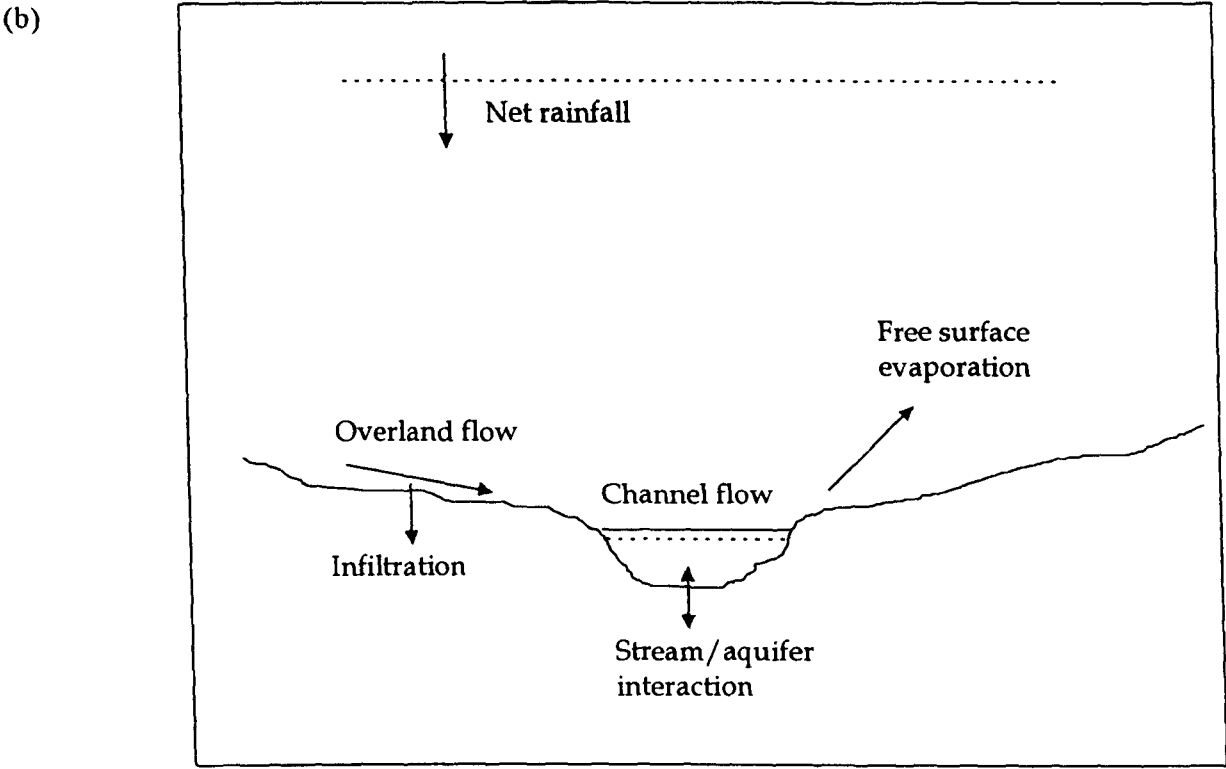 (b)
Net rainfall
Free surface
evaporation
Overland flow
Channel flow
Infiltration
Stream/aquifer
interaction